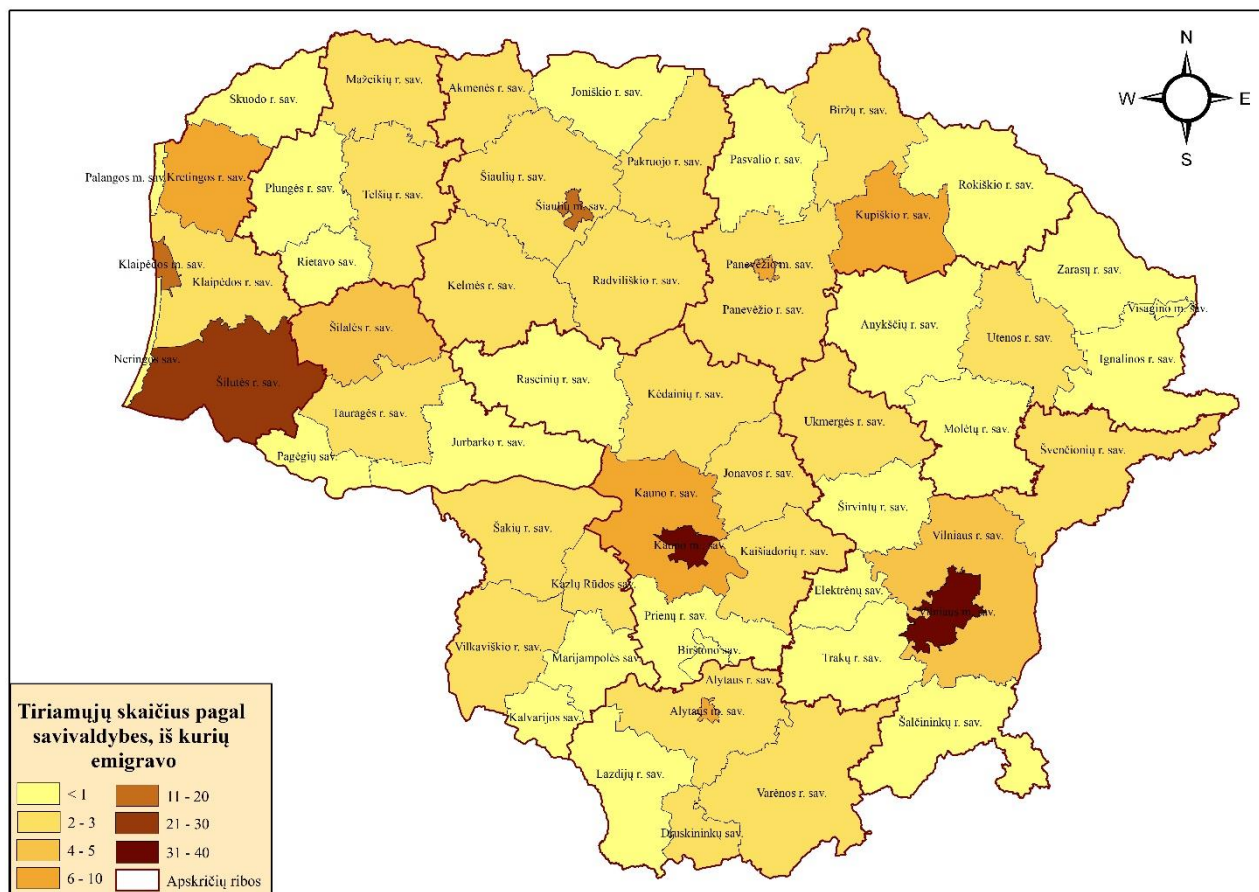 N
W
E
S
Skuodo r. sav.
Mažeikių r. sav.
Akmenės r. sav.
Joniškio r. sav.
Biržų r. sav.
Palangos m. sav.
Kretingos r. sav.
Plungės r. sav.
Telšių r. sav.
Šiaulių r. sav.
Pakruojo r. sav.
Pasvalio r. sav.
Rokiškio r. sav.
Šiaulių m. sav.
Kupiškio r. sav.
Klaipėdos m. sav.
Klaipėdos r. sav.
Rietavo sav.
Kelmės r. sav.
Radviliškio r. sav.
Panevėžio m. sav.
Panevėžio r. sav.
Zarasų r. sav.
Visagino m. sav.
Anykščių r. sav.
Utenos r. sav.
Ignalinos r. sav.
Neringos sav.
Šilutės r. sav.
Šilalės r. sav.
Raseinių r. sav.
Kėdainių r. sav.
Tauragės r. sav.
Ukmergės r. sav.
Molėtų r. sav.
Pagėgių sav.
Jurbarko r. sav.
Švenčionių r. sav.
Jonavos r. sav.
Kauno r. sav.
Širvintų r. sav.
Šakių r. sav.
Kauno m. sav.
Kaišiadorių r. sav.
Vilniaus r. sav.
Kazlų Rūdos sav.
Elektrėnų sav.
Vilniaus m. sav.
Prienų r. sav.
Vilkaviškio r. sav.
Marijampolės sav.
Birštono sav.
Trakų r. sav.
Alytaus r. sav.
Kalvarijos sav.
Alytaus m. sav.
Šalčininkų r. sav.
Lazdijų r. sav.
Varėnos r. sav.
Druskininkų sav.
Tiriamųjų skaičius pagal
savivaldybes, iš kurių
emigravo
< 1
2 - 3
4 - 5
6 - 10
11 - 20
21 - 30
31 - 40
Apskričių ribos